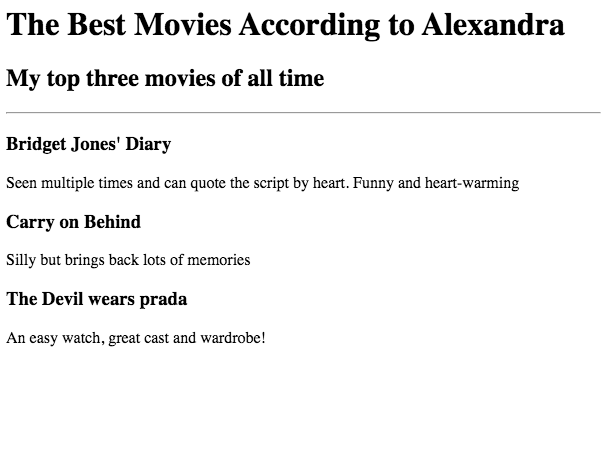 The Best Movies According to Alexandra
My top three movies of all time
Bridget Jones' Diary
Seen multiple times and can quote the script by heart. Funny and heart-warming
Carry on Behind
Silly but brings back lots of memories
The Devil wears prada
An easy watch, great cast and wardrobe!